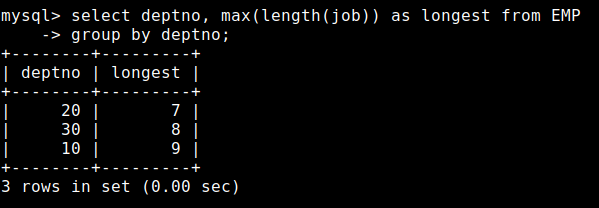 mysql> select deptno, max(length(job)) as longest from EMP
    -> group by deptno;
+--------+---------+
| deptno | longest |
+--------+---------+
|     20 |       7 |
|     30 |       8 |
|     10 |       9 |
+--------+---------+
3 rows in set (0.00 sec)